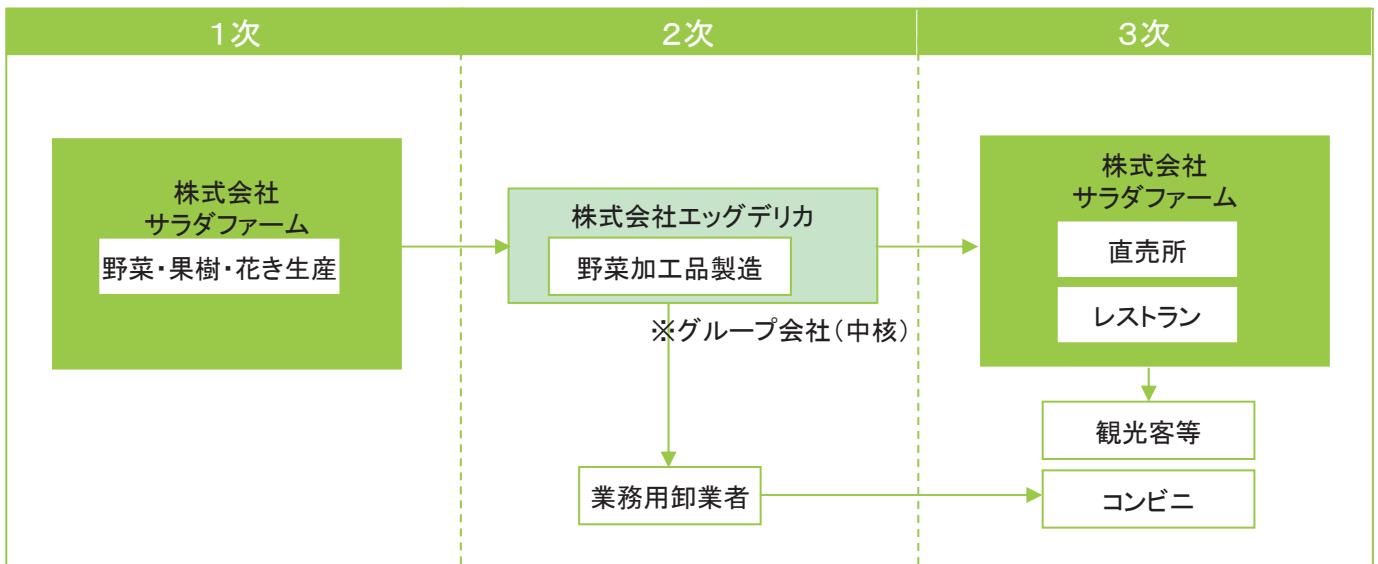 １次
２次
３次
株式会社
サラダファーム
野菜・果樹・花き生産
株式会社エッグデリカ
野菜加工品製造
※グループ会社（中核）
業務用卸業者
株式会社
サラダファーム
直売所
レストラン
観光客等
コンビニ